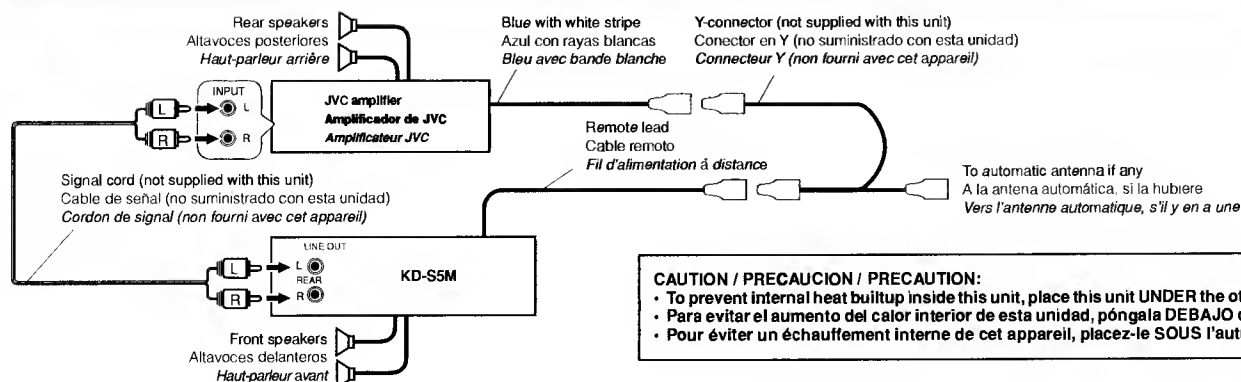 Rear speakers
Altavoces posteriores
Haut-parleur arrière
Blue with white stripe
Azul con rayas blancas
Bleu avec bande blanche
Y-connector (not supplied with this unit)
Conector en Y (no suministrado con esta unidad)
Connecteur Y (non fourni avec cet appareil)
INPUT
L
L
R
R
JVC amplifier
Amplificador de JVC
Amplificateur JVC
Remote lead
Cable remoto
Fil d'alimentation á distance
To automatic antenna if any
A la antena automática, si la hubiere
Vers l'antenne automatique, s'il y en a une
Signal cord (not supplied with this unit)
Cable de señal (no suministrado con esta unidad)
Cordon de signal (non fourni avec cet appareil)
LINE OUT
L
L
REAR
R
R
KD-S5M
Front speakers
Altavoces delanteros
Haut-parleur avant
CAUTION / PRECAUCION / PRECAUTION:
• To prevent internal heat builtup inside this unit, place this unit UNDER the
• Para evitar el aumento del calor interior de esta unidad, póngala DEBAJO
• Pour éviter un échauffement interne de cet appareil, placez-le SOUS